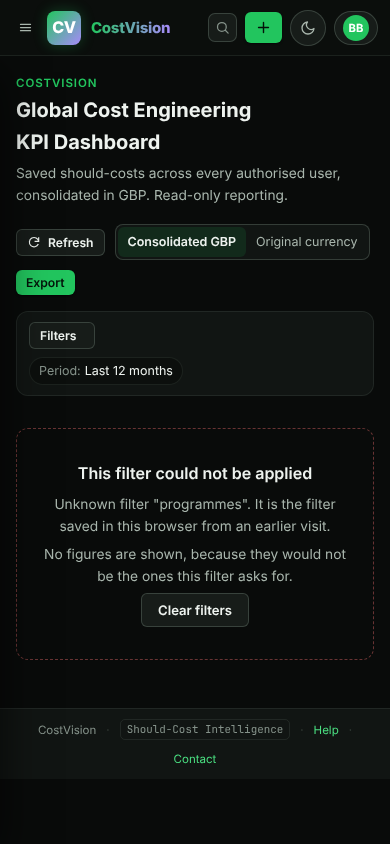 CV CostVision BB
COSTVISION
Global Cost Engineering
KPI Dashboard
Saved should-costs across every authorised user,
consolidated in GBP. Read-only reporting.
Refresh Consolidated GBP Original currency
Export
Filters
Period: Last 12 months
This filter could not be applied
Unknown filter "programmes". It is the filter
saved in this browser from an earlier visit.
No figures are shown, because they would not
be the ones this filter asks for.
Clear filters
CostVision · Should-Cost Intelligence · Help ·
Contact